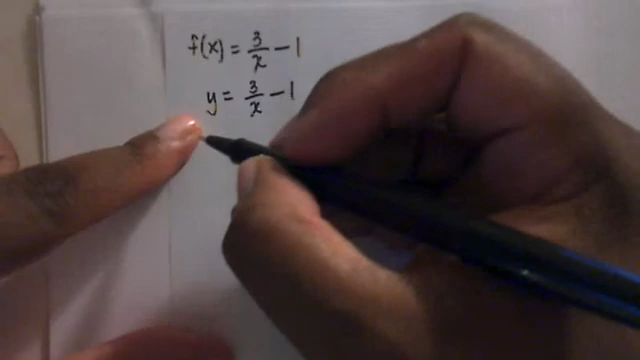 f(x) = 3/x - 1
y = 3/x - 1